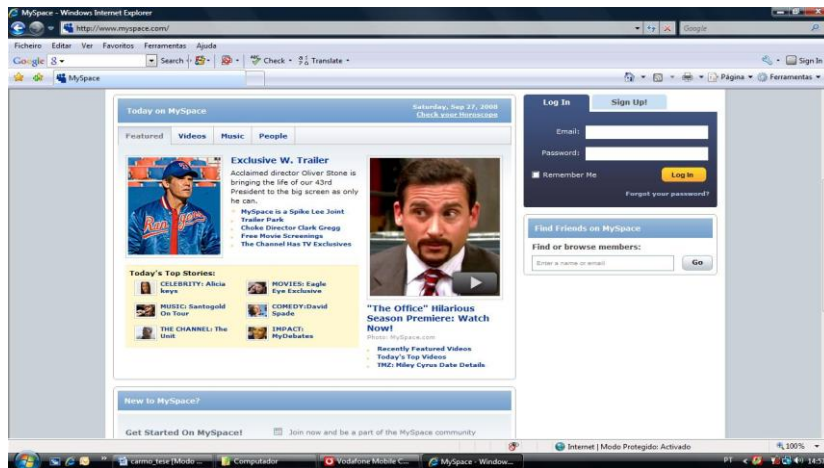 MySpace - Windows Internet Explorer
http://www.myspace.com/
Google
Ficheiro Editar Ver Favoritos Ferramentas Ajuda
Google Search Check Translate Sign In
MySpace Página Ferramentas
Today on MySpace
Saturday, Sep 27, 2008
Check your Horoscope
Featured Videos Music People
Exclusive W. Trailer
Acclaimed director Oliver Stone is
bringing the life of our 43rd
President to the big screen as only
he can.
MySpace is a Spike Lee Joint
Trailer Park
Choke Director Clark Gregg
Free Movie Screenings
The Channel Has TV Exclusives
Rangers
Today's Top Stories:
CELEBRITY: Alicia
keys
MOVIES: Eagle
Eye Exclusive
MUSIC: Santogold
On Tour
COMEDY:David
Spade
THE CHANNEL: The
Unit
IMPACT:
MyDebates
"The Office" Hilarious
Season Premiere: Watch
Now!
Photo: MySpace.com
Recently Featured Videos
Today's Top Videos
TMZ: Miley Cyrus Date Details
New to MySpace?
Get Started On MySpace!
Join now and be a part of the MySpace community
Log In Sign Up!
Email:
Password:
Remember Me
Log In
Forgot your password?
Find Friends on MySpace
Find or browse members:
Enter a name or email
Go
Internet | Modo Protegido: Activado 100%
carmo_tese [Modo ... Computador Vodafone Mobile C... MySpace - Window... PT